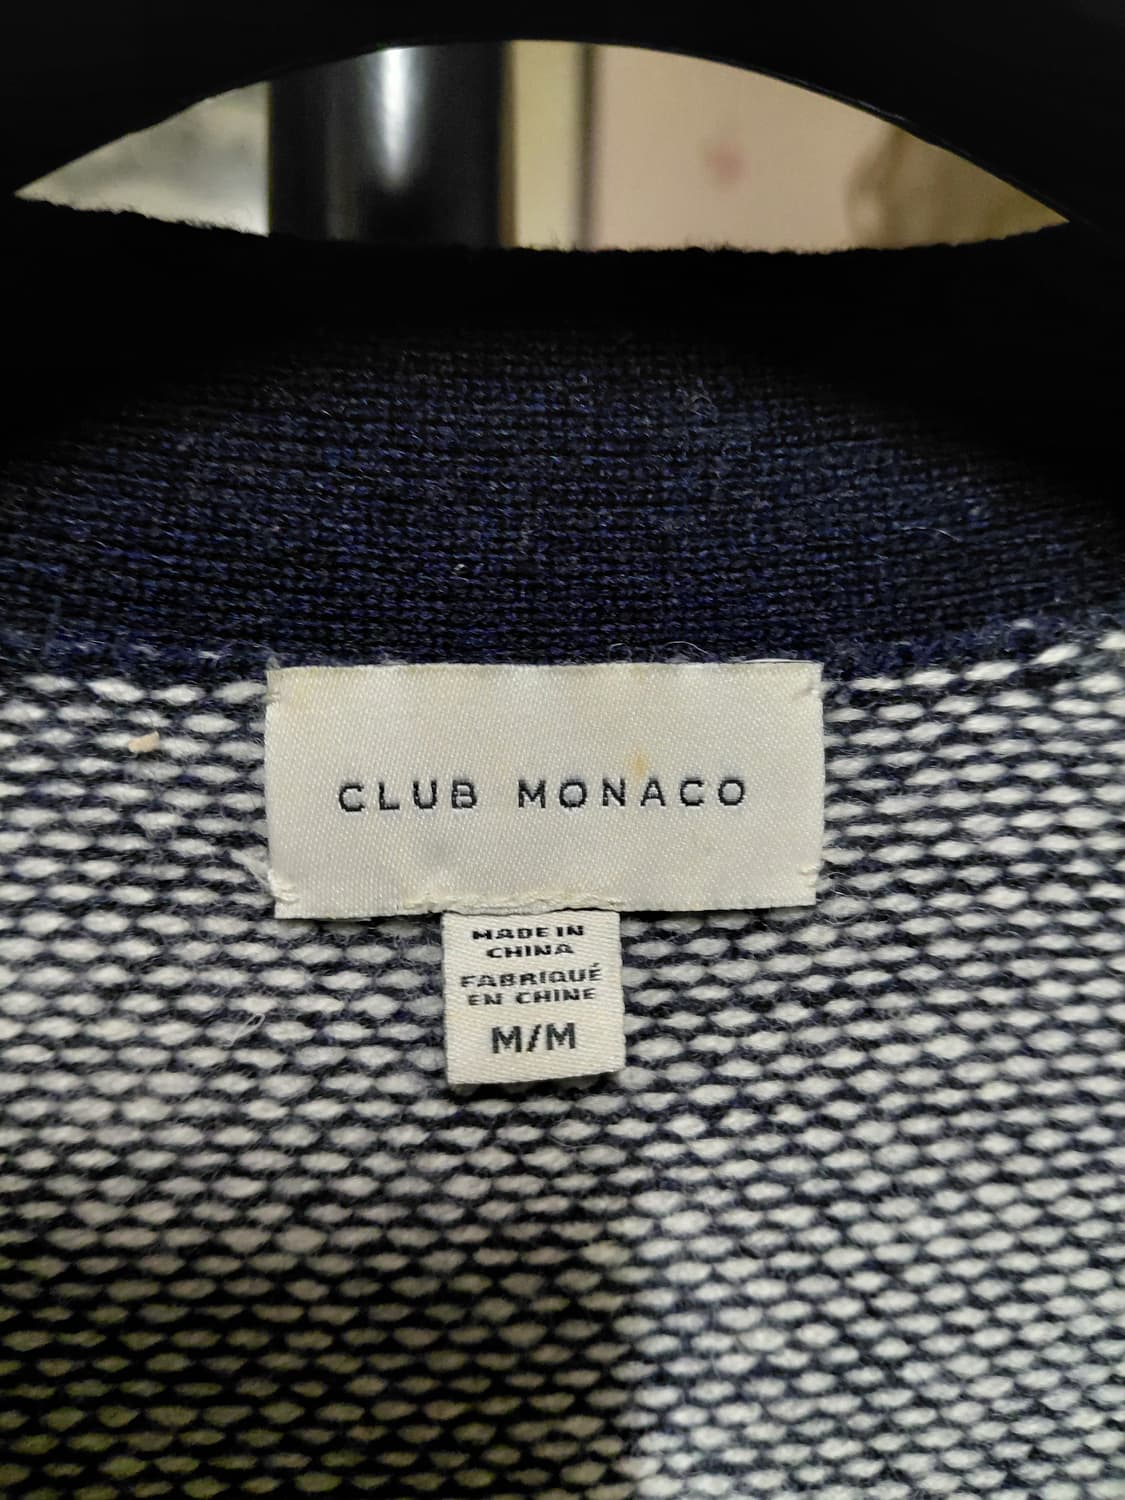 CLUB MONACO
MADE IN
CHINA
FABRIQUÉ
EN CHINE
M/M